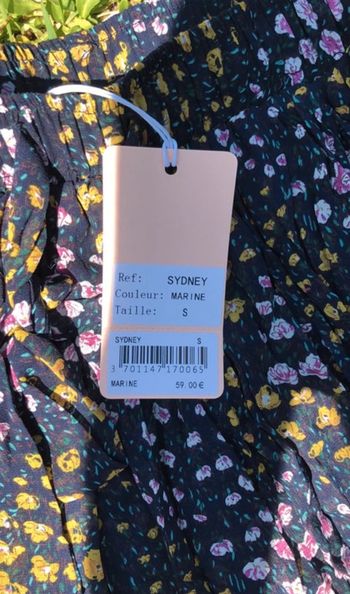 Ref: SYDNEY
Couleur: MARINE
Taille: S
SYDNEY S
3 701147 170065
MARINE 59.00 €